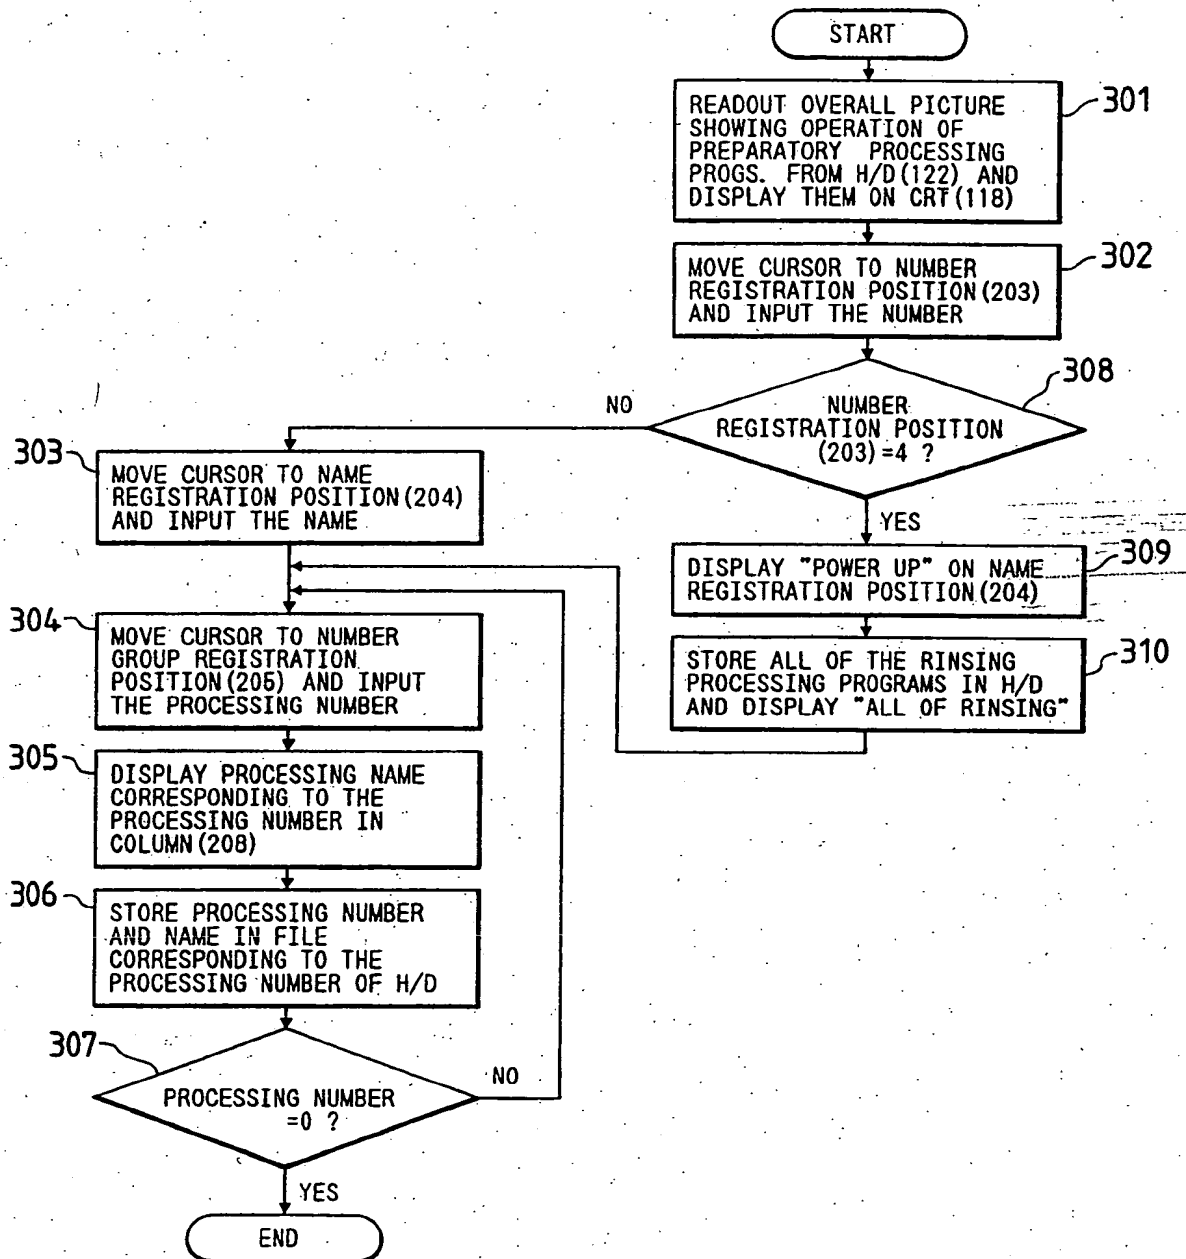 START
301
READOUT OVERALL PICTURE
SHOWING OPERATION OF
PREPARATORY PROCESSING
PROGS. FROM H/D(122) AND
DISPLAY THEM ON CRT(118)
302
MOVE CURSOR TO NUMBER
REGISTRATION POSITION(203)
AND INPUT THE NUMBER
308
NUMBER
REGISTRATION POSITION
(203)=4 ?
NO
YES
303
MOVE CURSOR TO NAME
REGISTRATION POSITION(204)
AND INPUT THE NAME
309
DISPLAY "POWER UP" ON NAME
REGISTRATION POSITION(204)
310
STORE ALL OF THE RINSING
PROCESSING PROGRAMS IN H/D
AND DISPLAY "ALL OF RINSING"
304
MOVE CURSOR TO NUMBER
GROUP REGISTRATION
POSITION(205) AND INPUT
THE PROCESSING NUMBER
305
DISPLAY PROCESSING NAME
CORRESPONDING TO THE
PROCESSING NUMBER IN
COLUMN(208)
306
STORE PROCESSING NUMBER
AND NAME IN FILE
CORRESPONDING TO THE
PROCESSING NUMBER OF H/D
307
PROCESSING NUMBER
=0 ?
NO
YES
END